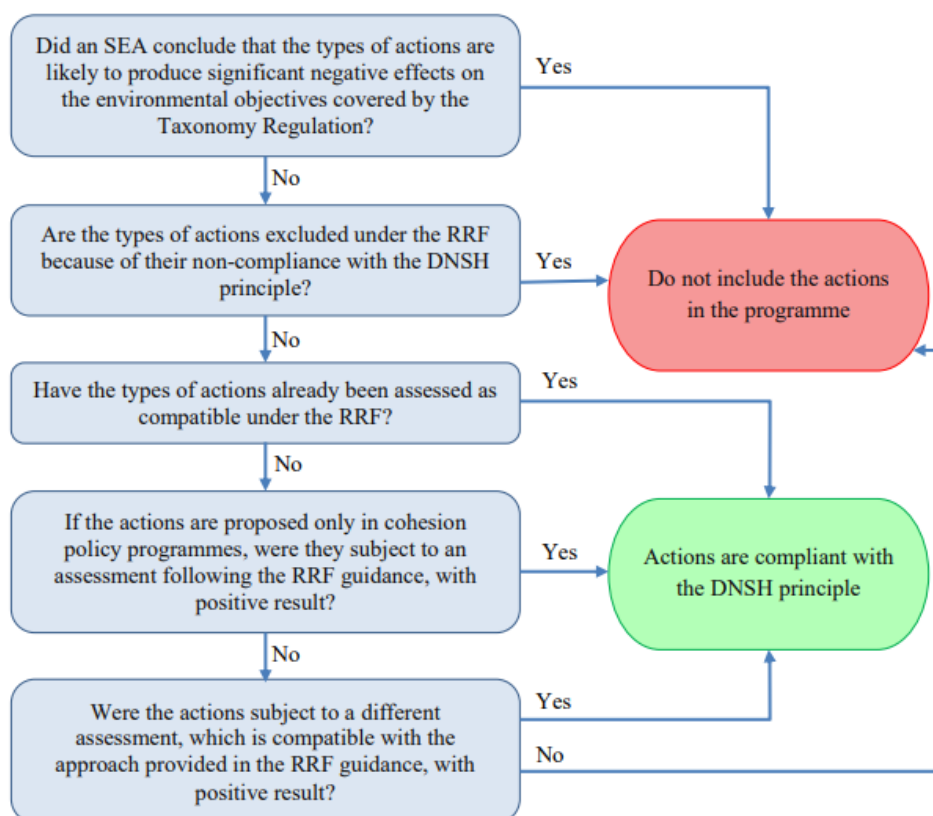 Did an SEA conclude that the types of actions are
likely to produce significant negative effects on
the environmental objectives covered by the
Taxonomy Regulation?
Yes
No
Are the types of actions excluded under the RRF
because of their non-compliance with the DNSH
principle?
Yes
Do not include the actions
in the programme
No
Have the types of actions already been assessed as
compatible under the RRF?
Yes
No
If the actions are proposed only in cohesion
policy programmes, were they subject to an
assessment following the RRF guidance, with
positive result?
Yes
Actions are compliant with
the DNSH principle
No
Were the actions subject to a different
assessment, which is compatible with the
approach provided in the RRF guidance, with
positive result?
Yes
No